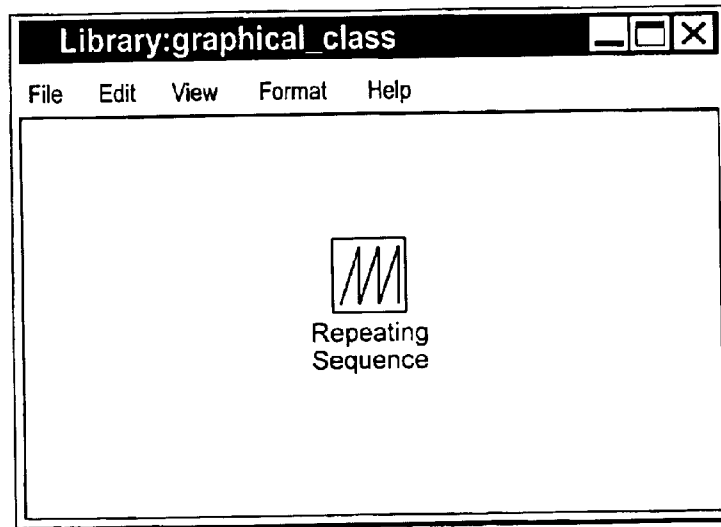 Library:graphical_class
File Edit View Format Help
Repeating
Sequence